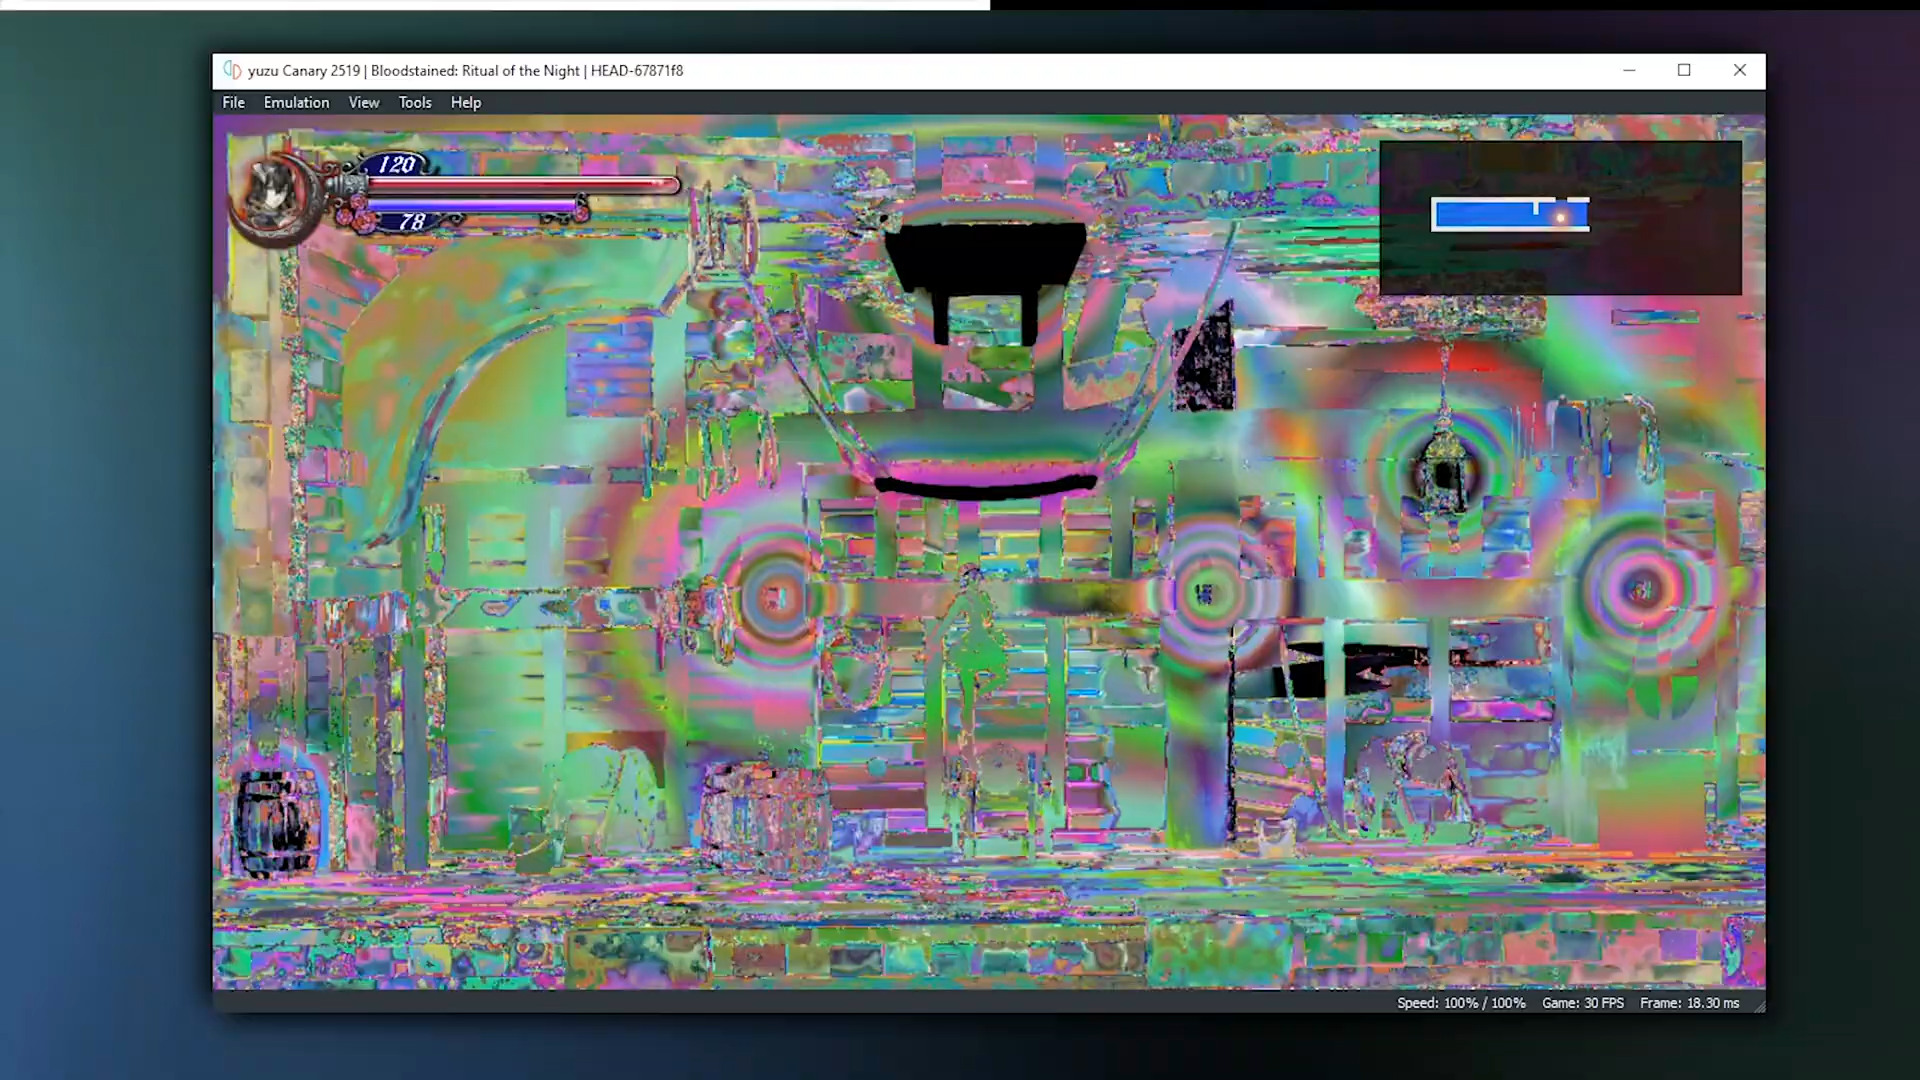 yuzu Canary 2519 | Bloodstained: Ritual of the Night | HEAD-67871f8
File Emulation View Tools Help
120
78
Speed: 100% / 100% Game: 30 FPS Frame: 18.30 ms